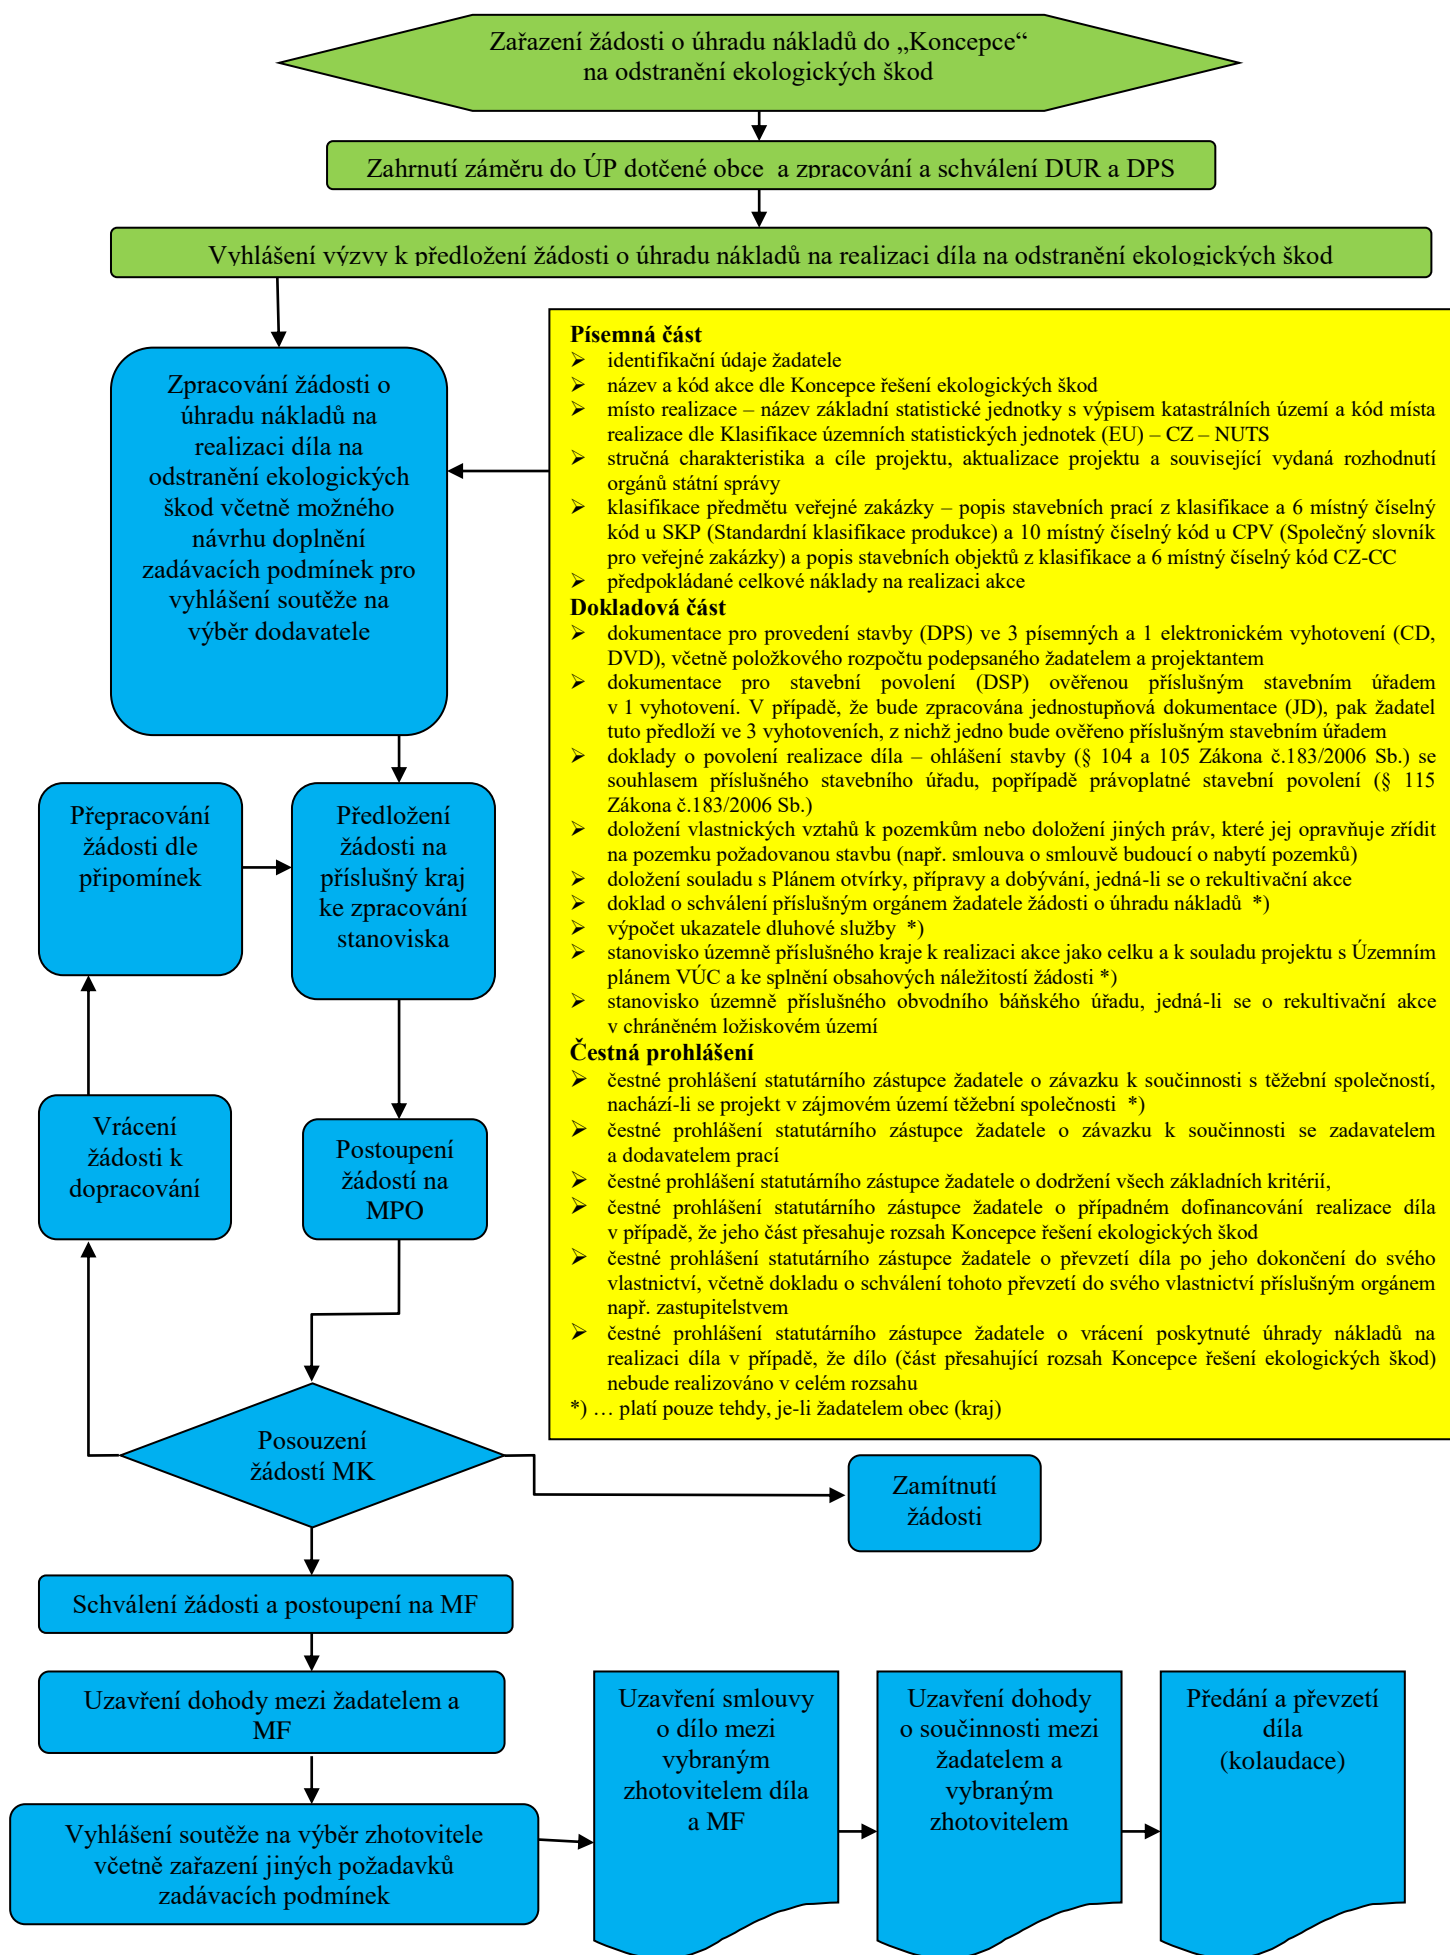 Zařazení žádosti o úhradu nákladů do „Koncepce“
na odstranění ekologických škod
Zahrnutí záměru do ÚP dotčené obce a zpracování a schválení DUR a DPS
Vyhlášení výzvy k předložení žádosti o úhradu nákladů na realizaci díla na odstranění ekologických škod
Zpracování žádosti o
úhradu nákladů na
realizaci díla na
odstranění ekologických
škod včetně možného
návrhu doplnění
zadávacích podmínek pro
vyhlášení soutěže na
výběr dodavatele
Písemná část
➢ identifikační údaje žadatele
➢ název a kód akce dle Koncepce řešení ekologických škod
➢ místo realizace – název základní statistické jednotky s výpisem katastrálních území a kód místa
realizace dle Klasifikace územních statistických jednotek (EU) – CZ – NUTS
➢ stručná charakteristika a cíle projektu, aktualizace projektu a související vydaná rozhodnutí
orgánů státní správy
➢ klasifikace předmětu veřejné zakázky – popis stavebních prací z klasifikace a 6 místný číselný
kód u SKP (Standardní klasifikace produkce) a 10 místný číselný kód u CPV (Společný slovník
pro veřejné zakázky) a popis stavebních objektů z klasifikace a 6 místný číselný kód CZ-CC
➢ předpokládané celkové náklady na realizaci akce
Dokladová část
➢ dokumentace pro provedení stavby (DPS) ve 3 písemných a 1 elektronickém vyhotovení (CD,
DVD), včetně položkového rozpočtu podepsaného žadatelem a projektantem
➢ dokumentace pro stavební povolení (DSP) ověřenou příslušným stavebním úřadem
v 1 vyhotovení. V případě, že bude zpracována jednostupňová dokumentace (JD), pak žadatel
tuto předloží ve 3 vyhotoveních, z nichž jedno bude ověřeno příslušným stavebním úřadem
➢ doklady o povolení realizace díla – ohlášení stavby (§ 104 a 105 Zákona č.183/2006 Sb.) se
souhlasem příslušného stavebního úřadu, popřípadě právoplatné stavební povolení (§ 115
Zákona č.183/2006 Sb.)
➢ doložení vlastnických vztahů k pozemkům nebo doložení jiných práv, které jej opravňuje zřídit
na pozemku požadovanou stavbu (např. smlouva o smlouvě budoucí o nabytí pozemků)
➢ doložení souladu s Plánem otvírky, přípravy a dobývání, jedná-li se o rekultivační akce
➢ doklad o schválení příslušným orgánem žadatele žádosti o úhradu nákladů *)
➢ výpočet ukazatele dluhové služby *)
➢ stanovisko územně příslušného kraje k realizaci akce jako celku a k souladu projektu s Územním
plánem VÚC a ke splnění obsahových náležitostí žádosti *)
➢ stanovisko územně příslušného obvodního báňského úřadu, jedná-li se o rekultivační akce
v chráněném ložiskovém území
Čestná prohlášení
➢ čestné prohlášení statutárního zástupce žadatele o závazku k součinnosti s těžební společností,
nachází-li se projekt v zájmovém území těžební společnosti *)
➢ čestné prohlášení statutárního zástupce žadatele o závazku k součinnosti se zadavatelem
a dodavatelem prací
➢ čestné prohlášení statutárního zástupce žadatele o dodržení všech základních kritérií,
➢ čestné prohlášení statutárního zástupce žadatele o případném dofinancování realizace díla
v případě, že jeho část přesahuje rozsah Koncepce řešení ekologických škod
➢ čestné prohlášení statutárního zástupce žadatele o převzetí díla po jeho dokončení do svého
vlastnictví, včetně dokladu o schválení tohoto převzetí do svého vlastnictví příslušným orgánem
např. zastupitelstvem
➢ čestné prohlášení statutárního zástupce žadatele o vrácení poskytnuté úhrady nákladů na
realizaci díla v případě, že dílo (část přesahující rozsah Koncepce řešení ekologických škod)
nebude realizováno v celém rozsahu
*) … platí pouze tehdy, je-li žadatelem obec (kraj)
Přepracování
žádosti dle
připomínek
Předložení
žádosti na
příslušný kraj
ke zpracování
stanoviska
Vrácení
žádosti k
dopracování
Postoupení
žádostí na
MPO
Posouzení
žádostí MK
Zamítnutí
žádosti
Schválení žádosti a postoupení na MF
Uzavření dohody mezi žadatelem a
MF
Vyhlášení soutěže na výběr zhotovitele
včetně zařazení jiných požadavků
zadávacích podmínek
Uzavření smlouvy
o dílo mezi
vybraným
zhotovitelem díla
a MF
Uzavření dohody
o součinnosti mezi
žadatelem a
vybraným
zhotovitelem
Předání a převzetí
díla
(kolaudace)